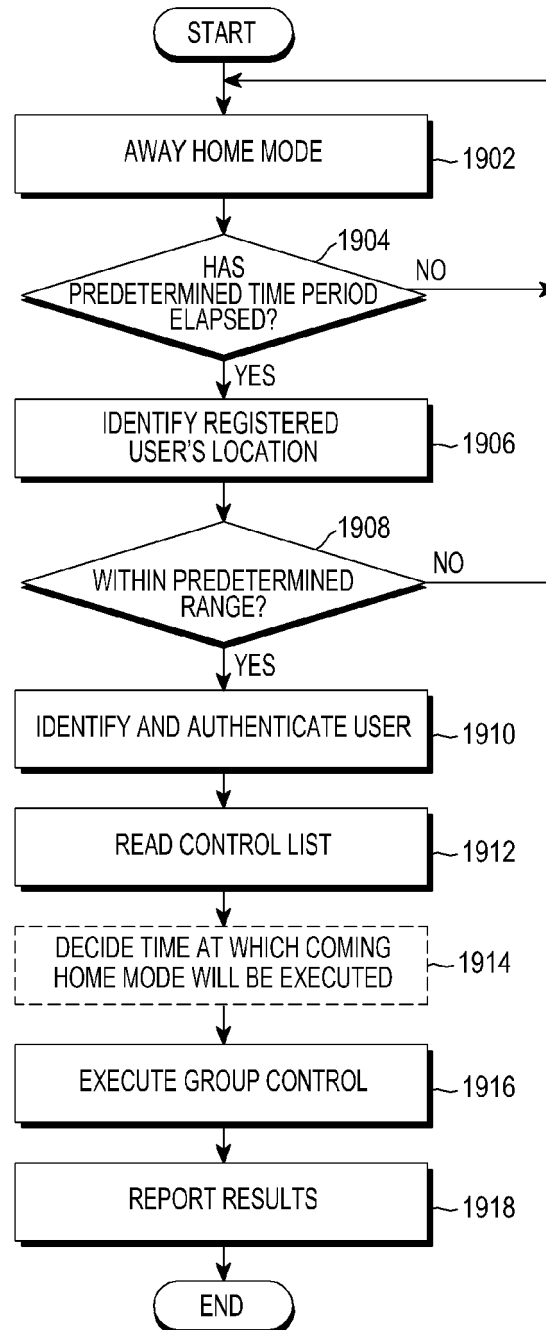 START
AWAY HOME MODE
1902
1904
HAS
PREDETERMINED TIME PERIOD
ELAPSED?
NO
YES
IDENTIFY REGISTERED
USER'S LOCATION
1906
1908
WITHIN PREDETERMINED
RANGE?
NO
YES
IDENTIFY AND AUTHENTICATE USER
1910
READ CONTROL LIST
1912
DECIDE TIME AT WHICH COMING
HOME MODE WILL BE EXECUTED
1914
EXECUTE GROUP CONTROL
1916
REPORT RESULTS
1918
END